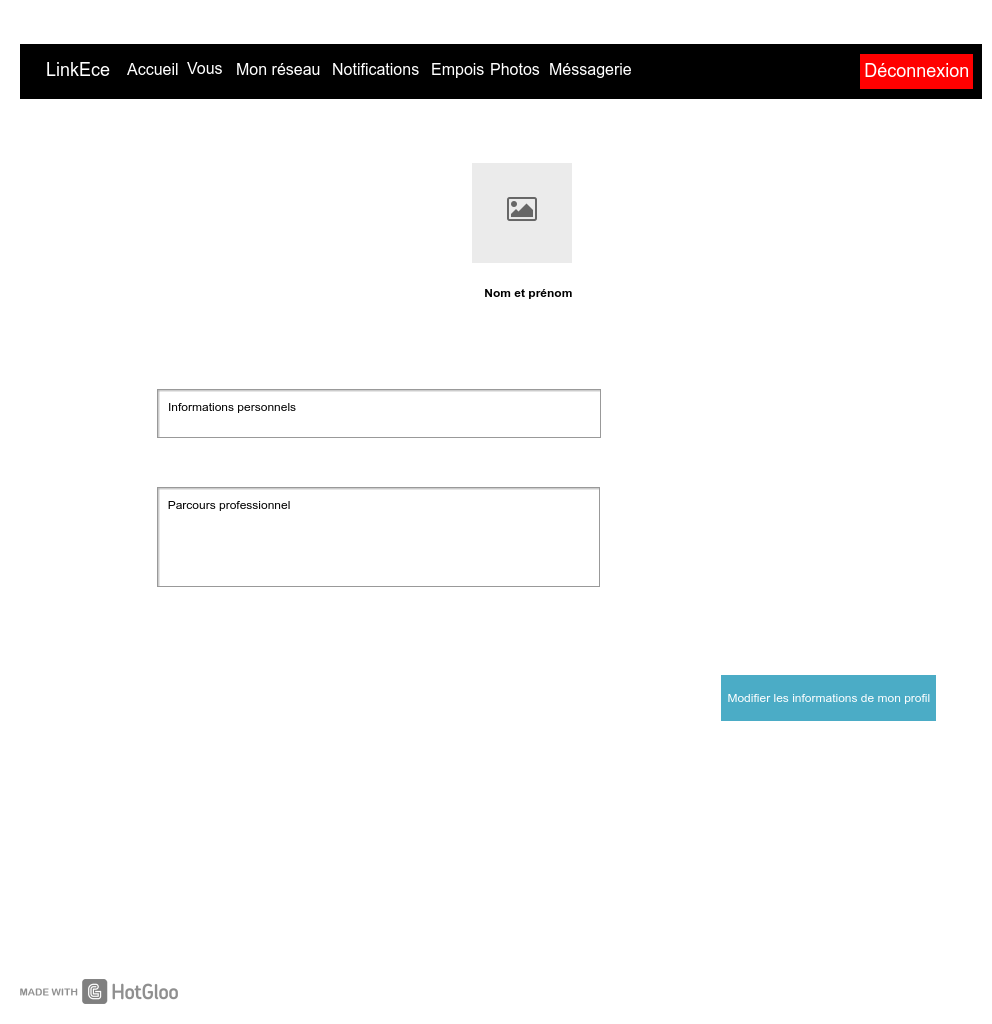 LinkEce Accueil Vous Mon réseau Notifications Empois Photos Méssagerie Déconnexion
Nom et prénom
Informations personnels
Parcours professionnel
Modifier les informations de mon profil
MADE WITH HotGloo